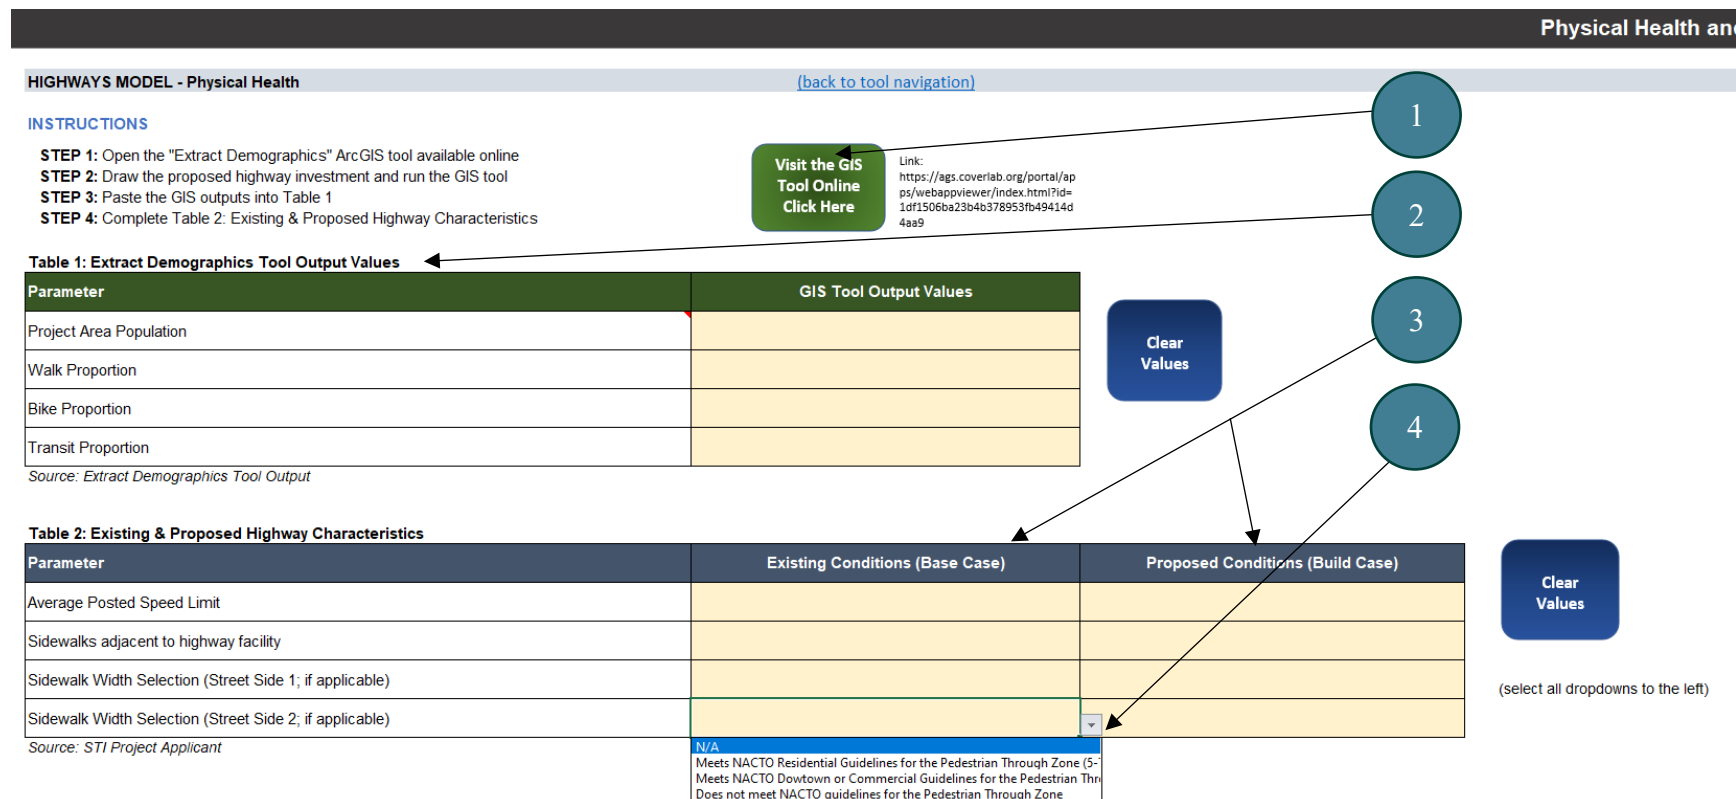 Physical Health an
HIGHWAYS MODEL - Physical Health
(back to tool navigation)
1
INSTRUCTIONS
STEP 1: Open the "Extract Demographics" ArcGIS tool available online
STEP 2: Draw the proposed highway investment and run the GIS tool
STEP 3: Paste the GIS outputs into Table 1
STEP 4: Complete Table 2: Existing & Proposed Highway Characteristics
Visit the GIS
Tool Online
Click Here
Link:
https://ags.coverlab.org/portal/ap
ps/webappviewer/index.html?id=
1df1506ba23b4b378953fb49414d
4aa9
2
Table 1: Extract Demographics Tool Output Values
Parameter
GIS Tool Output Values
Project Area Population
Walk Proportion
Bike Proportion
Transit Proportion
Source: Extract Demographics Tool Output
Clear
Values
3
4
Table 2: Existing & Proposed Highway Characteristics
Parameter
Existing Conditions (Base Case)
Proposed Conditions (Build Case)
Average Posted Speed Limit
Sidewalks adjacent to highway facility
Sidewalk Width Selection (Street Side 1; if applicable)
Sidewalk Width Selection (Street Side 2; if applicable)
Clear
Values
(select all dropdowns to the left)
Source: STI Project Applicant
N/A
Meets NACTO Residential Guidelines for the Pedestrian Through Zone (5-
Meets NACTO Dowtown or Commercial Guidelines for the Pedestrian Thr
Does not meet NACTO guidelines for the Pedestrian Through Zone